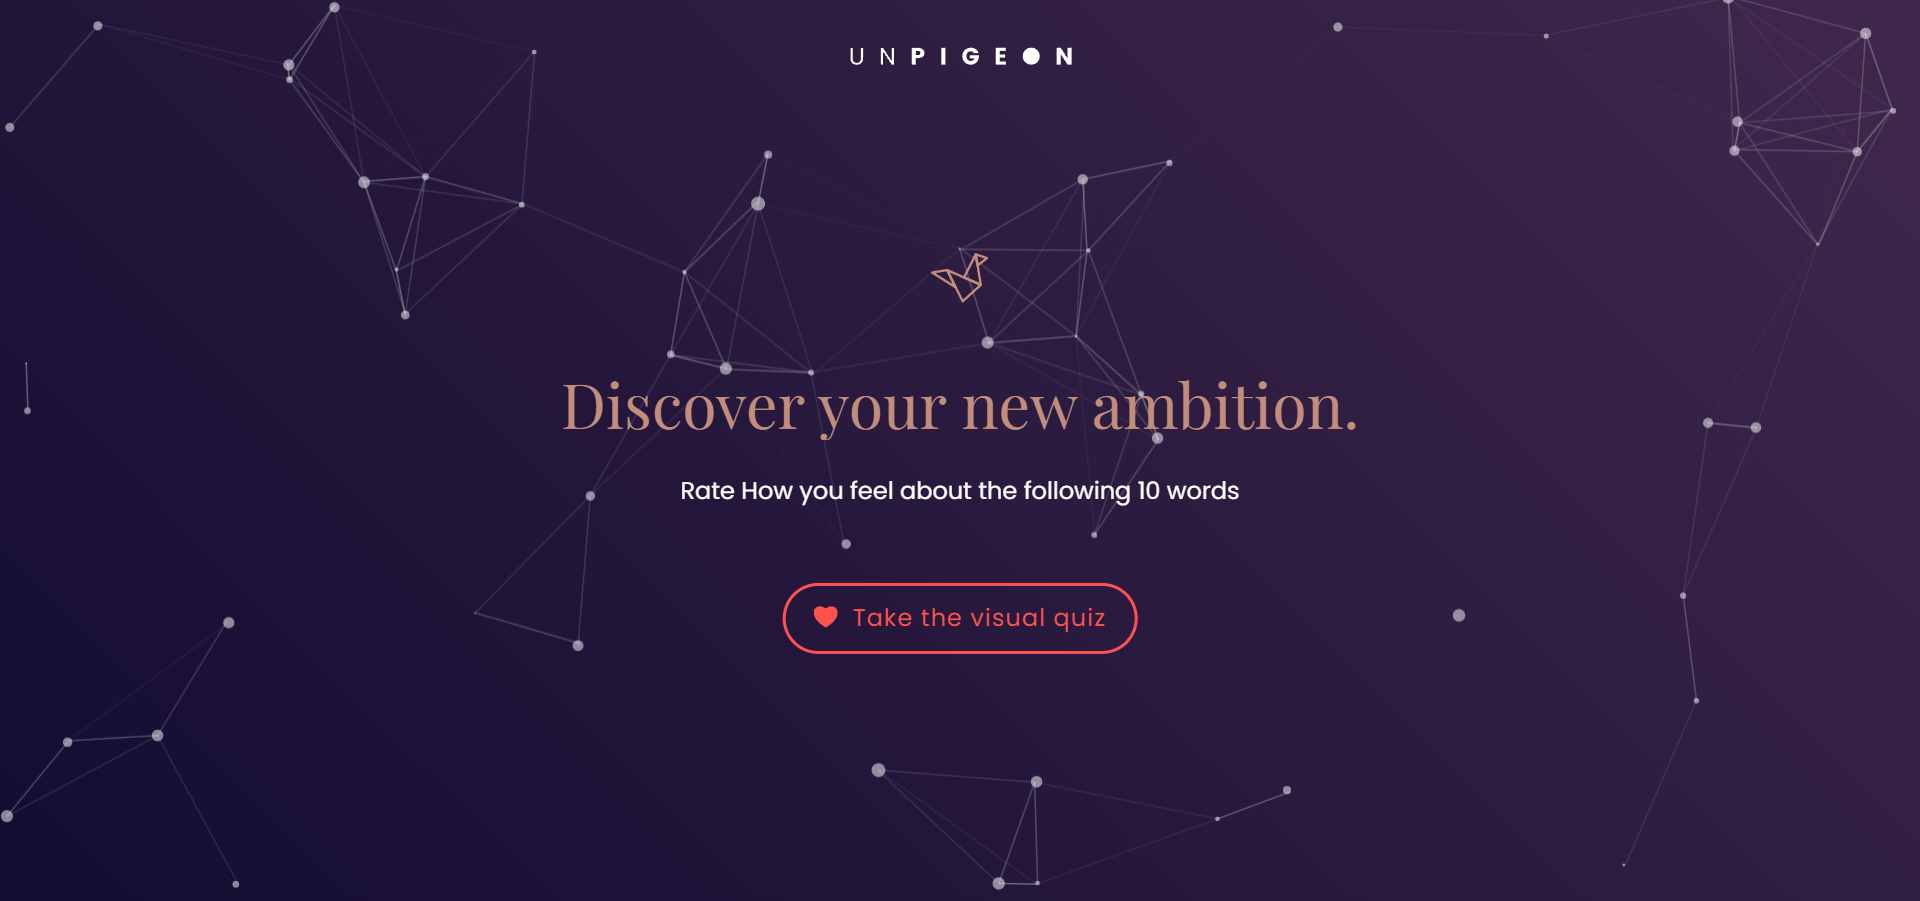 UNPIGEON
Discover your new ambition.
Rate How you feel about the following 10 words
Take the visual quiz